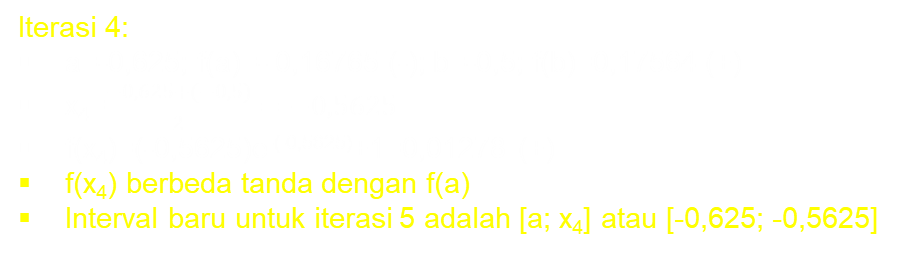 Iterasi 4:
▪ f(x₄) berbeda tanda dengan f(a)
▪ Interval baru untuk iterasi 5 adalah [a; x₄] atau [-0,625; -0,5625]